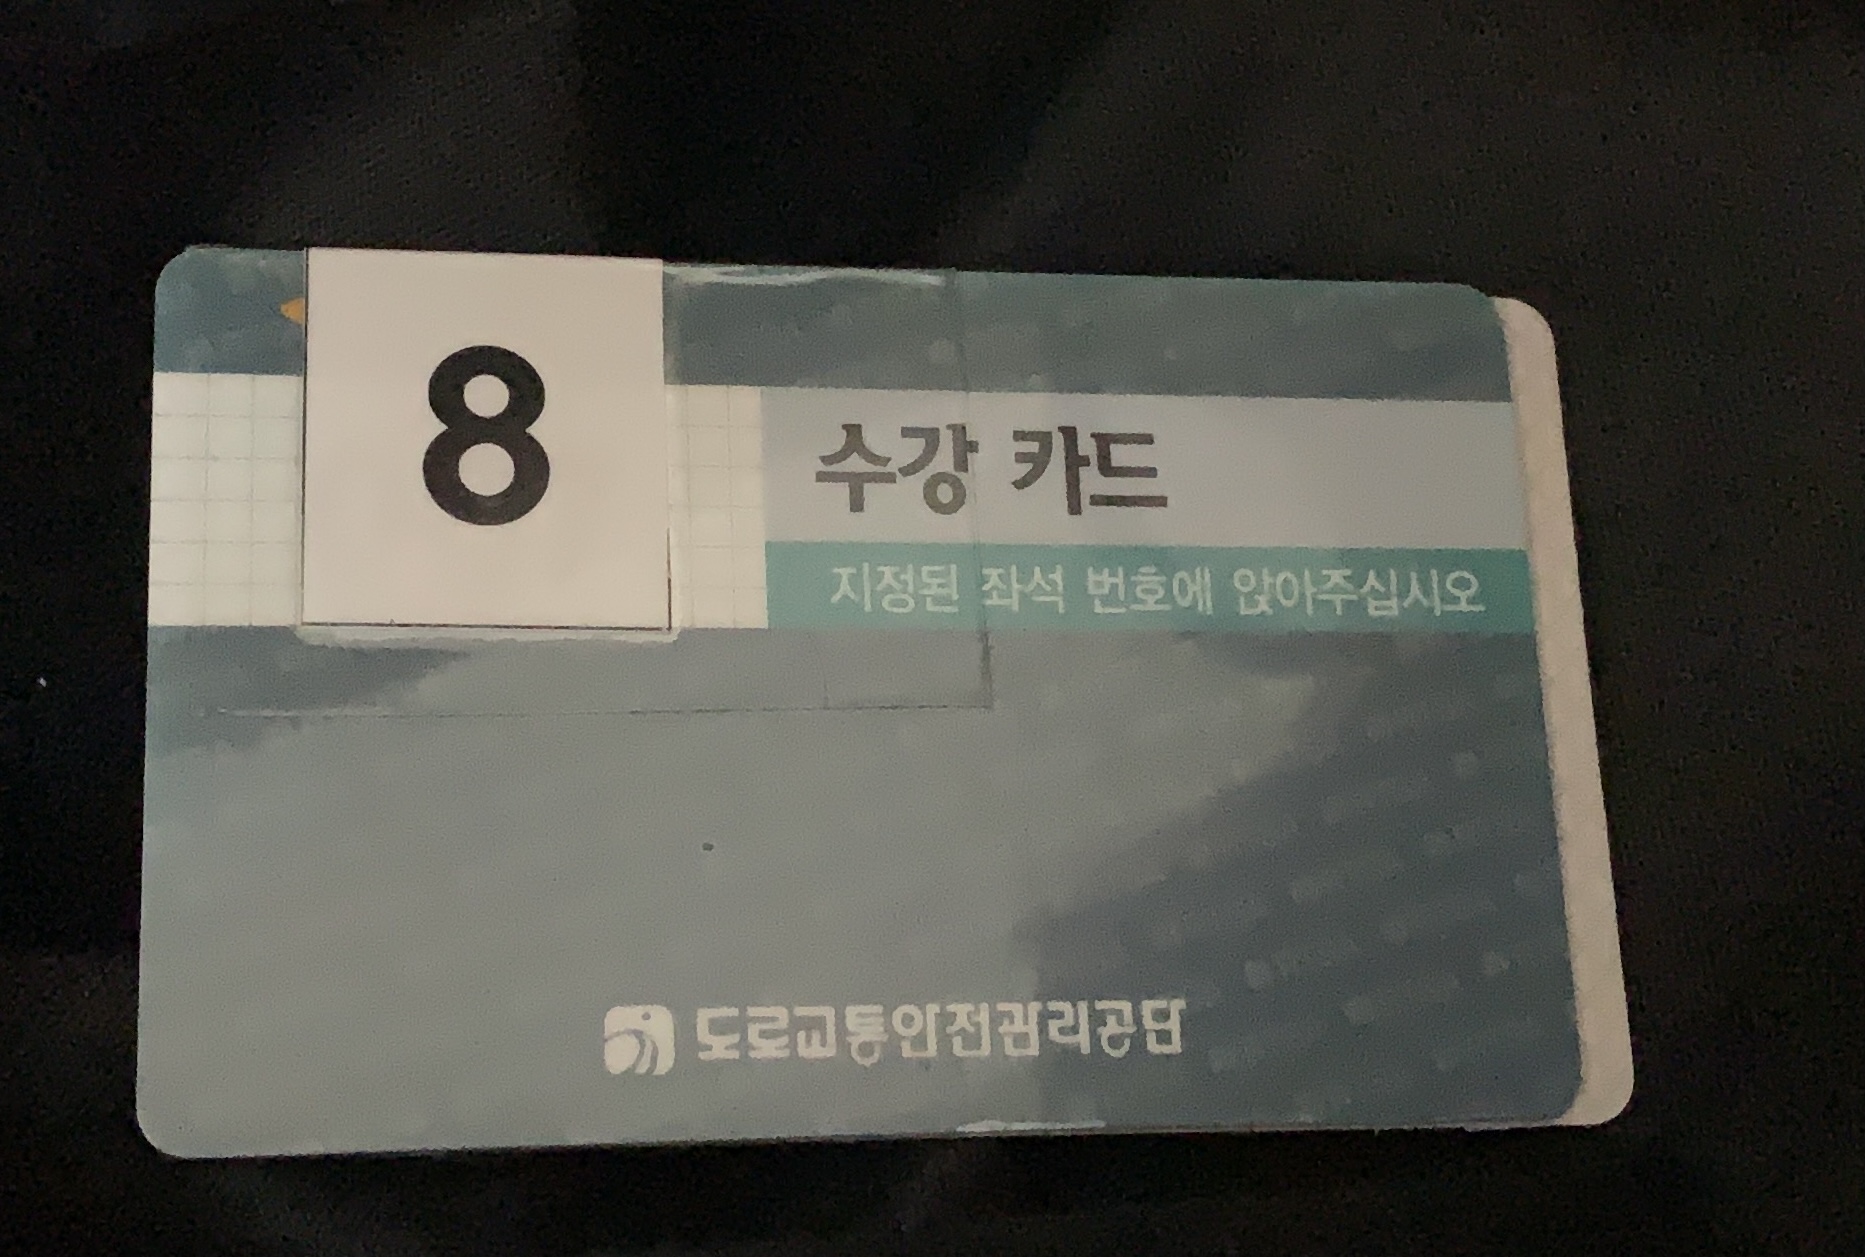 8
수강 카드
지정된 좌석 번호에 앉아주십시오
도로교통안전관리공단